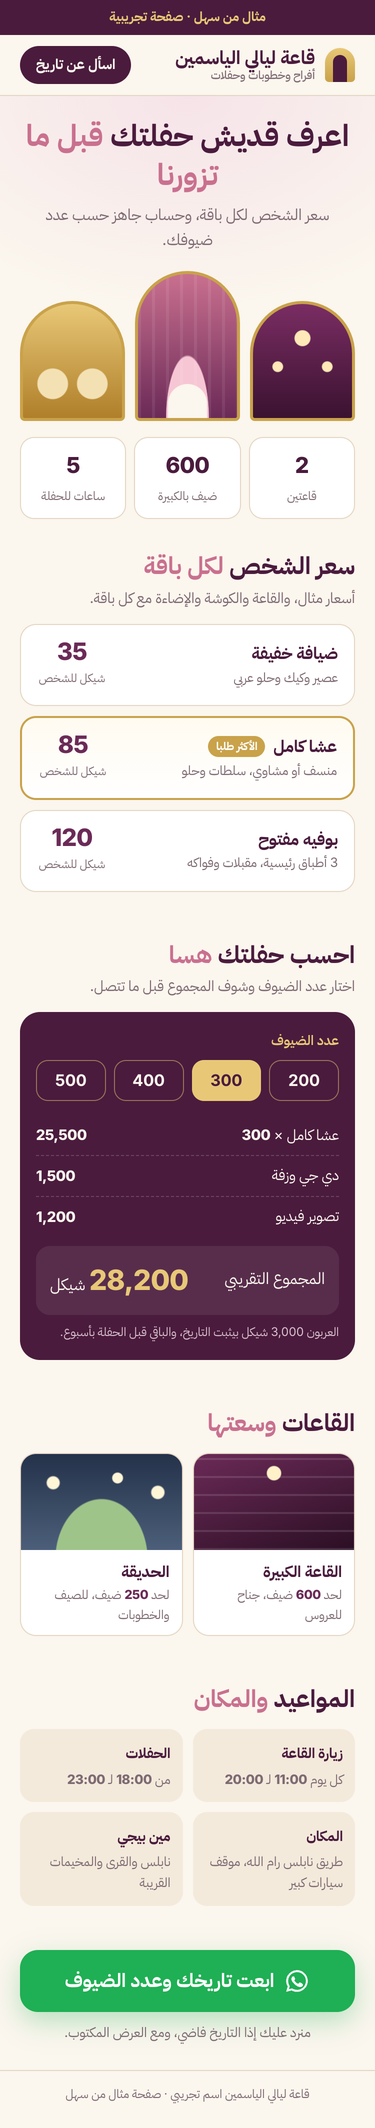 مثال من سهل · صفحة تجريبية
قاعة ليالي الياسمين
أفراح وخطوبات وحفلات
اسأل عن تاريخ
اعرف قديش حفلتك قبل ما
تزورنا
سعر الشخص لكل باقة، وحساب جاهز حسب عدد
ضيوفك.
2
قاعتين
600
ضيف بالكبيرة
5
ساعات للحفلة
سعر الشخص لكل باقة
أسعار مثال، والقاعة والكوشة والإضاءة مع كل باقة.
ضيافة خفيفة
عصير وكيك وحلو عربي
35
شيكل للشخص
عشا كامل الأكثر طلبا
منسف أو مشاوي، سلطات وحلو
85
شيكل للشخص
بوفيه مفتوح
3 أطباق رئيسية، مقبلات وفواكه
120
شيكل للشخص
احسب حفلتك هسا
اختار عدد الضيوف وشوف المجموع قبل ما تتصل.
عدد الضيوف
200 300 400 500
عشا كامل × 300 25,500
دي جي وزفة 1,500
تصوير فيديو 1,200
المجموع التقريبي 28,200 شيكل
العربون 3,000 شيكل بيثبت التاريخ، والباقي قبل الحفلة بأسبوع.
القاعات وسعتها
القاعة الكبيرة
لحد 600 ضيف، جناح
للعروس
الحديقة
لحد 250 ضيف، للصيف
والخطوبات
المواعيد والمكان
زيارة القاعة
كل يوم 11:00 لـ 20:00
الحفلات
من 18:00 لـ 23:00
المكان
طريق نابلس رام الله، موقف
سيارات كبير
مين بيجي
نابلس والقرى والمخيمات
القريبة
ابعت تاريخك وعدد الضيوف
منرد عليك إذا التاريخ فاضي، ومع العرض المكتوب.
قاعة ليالي الياسمين اسم تجريبي · صفحة مثال من سهل